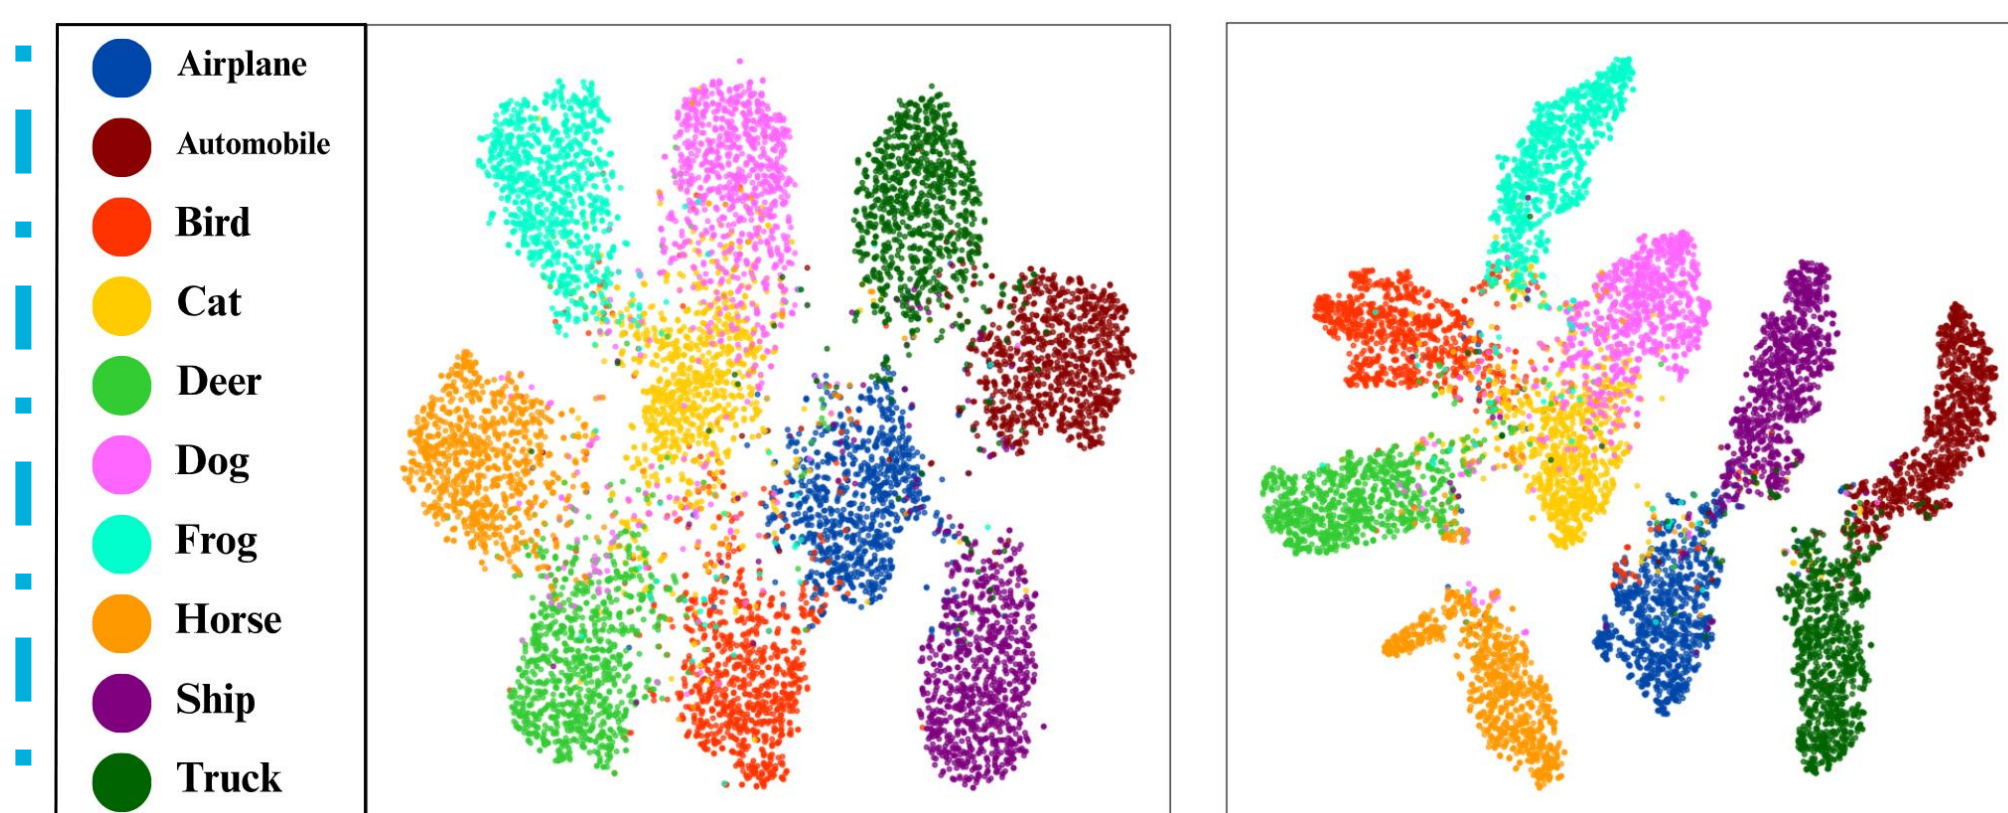 Airplane
Automobile
Bird
Cat
Deer
Dog
Frog
Horse
Ship
Truck